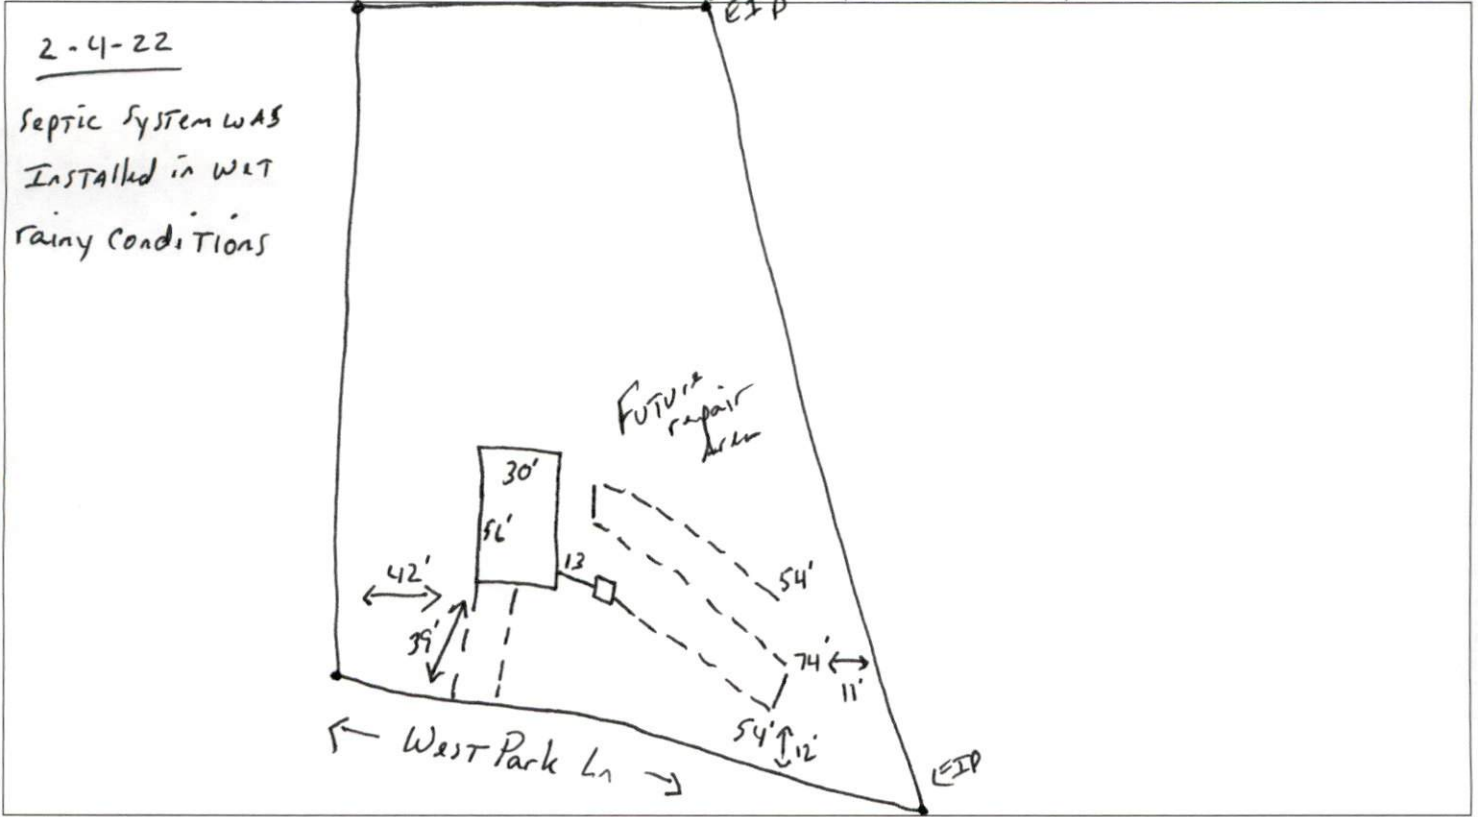 EIP
2-4-22
Septic System WAS
Installed in wet
rainy conditions
Future
repair
Area
30'
56'
13
42'
39'
54'
74'
11'
54'
12'
West Park Ln
EIP